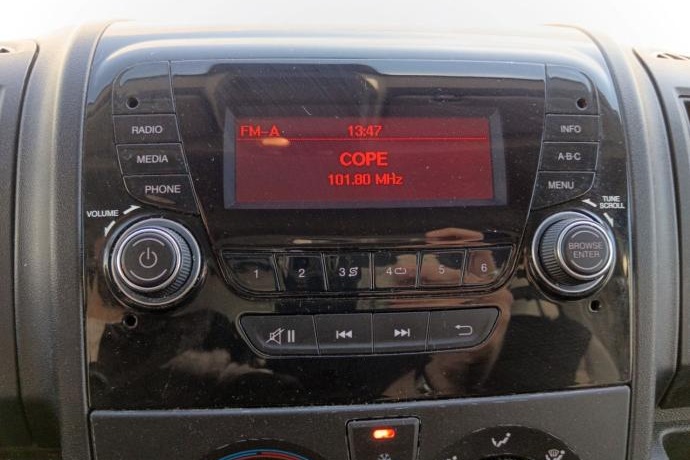 FM-A 13:47
COPE
101.80 MHz
RADIO
MEDIA
PHONE
INFO
A-B-C
MENU
VOLUME
TUNE
SCROLL
BROWSE
ENTER
1 2 3 4 5 6